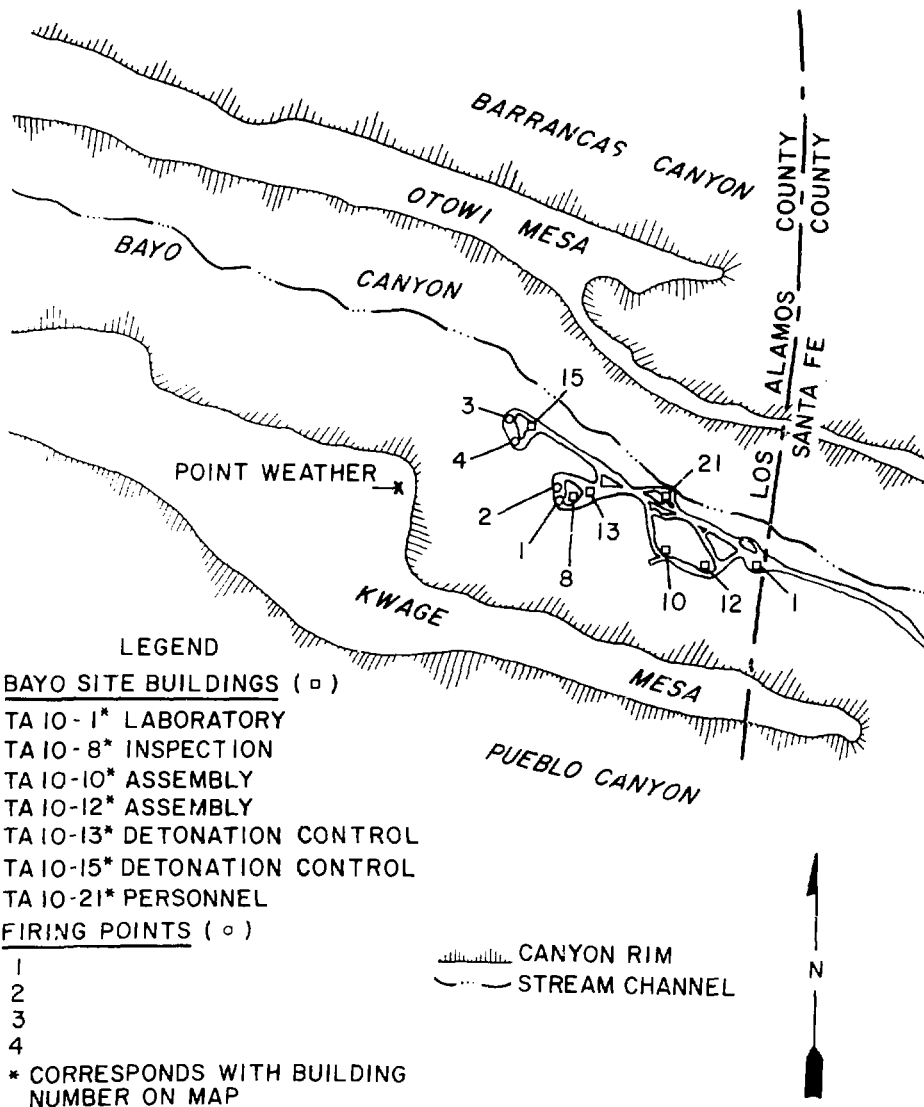 BARRANCAS CANYON
OTOWI MESA
BAYO CANYON
LOS ALAMOS COUNTY
SANTA FE COUNTY
3
15
4
POINT WEATHER
2
21
1
8
13
10
12
1
KWAGE MESA
PUEBLO CANYON
LEGEND
BAYO SITE BUILDINGS (□)
TA 10-1* LABORATORY
TA 10-8* INSPECTION
TA 10-10* ASSEMBLY
TA 10-12* ASSEMBLY
TA 10-13* DETONATION CONTROL
TA 10-15* DETONATION CONTROL
TA 10-21* PERSONNEL
FIRING POINTS (○)
1
2
3
4
* CORRESPONDS WITH BUILDING
NUMBER ON MAP
CANYON RIM
STREAM CHANNEL
N